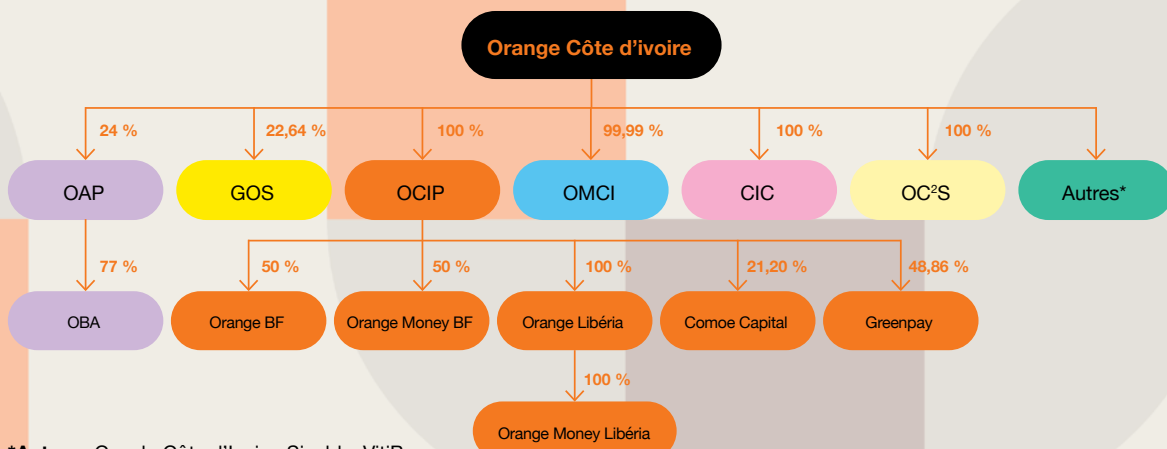 Orange Côte d'ivoire
24 % 22,64 % 100 % 99,99 % 100 % 100 %
OAP GOS OCIP OMCI CIC OC²S Autres*
77 % 50 % 50 % 100 % 21,20 % 48,86 %
OBA Orange BF Orange Money BF Orange Libéria Comoe Capital Greenpay
100 %
Orange Money Libéria